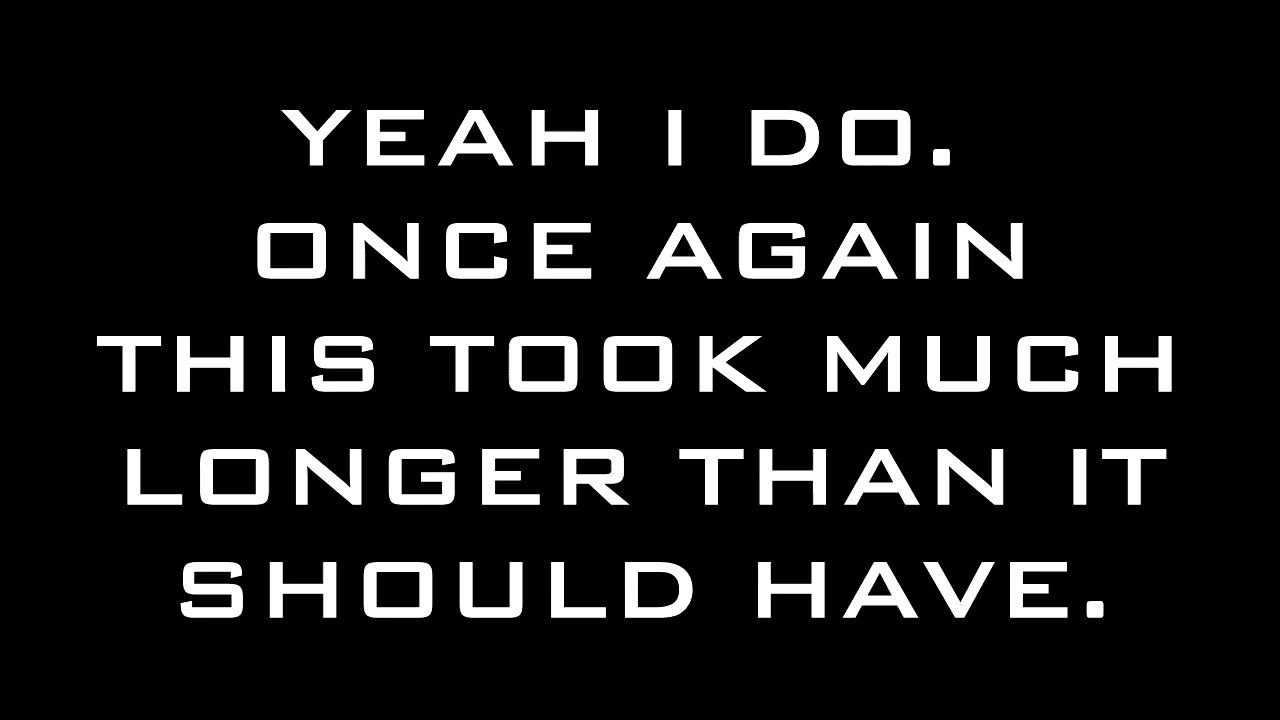 YEAH I DO.
ONCE AGAIN
THIS TOOK MUCH
LONGER THAN IT
SHOULD HAVE.